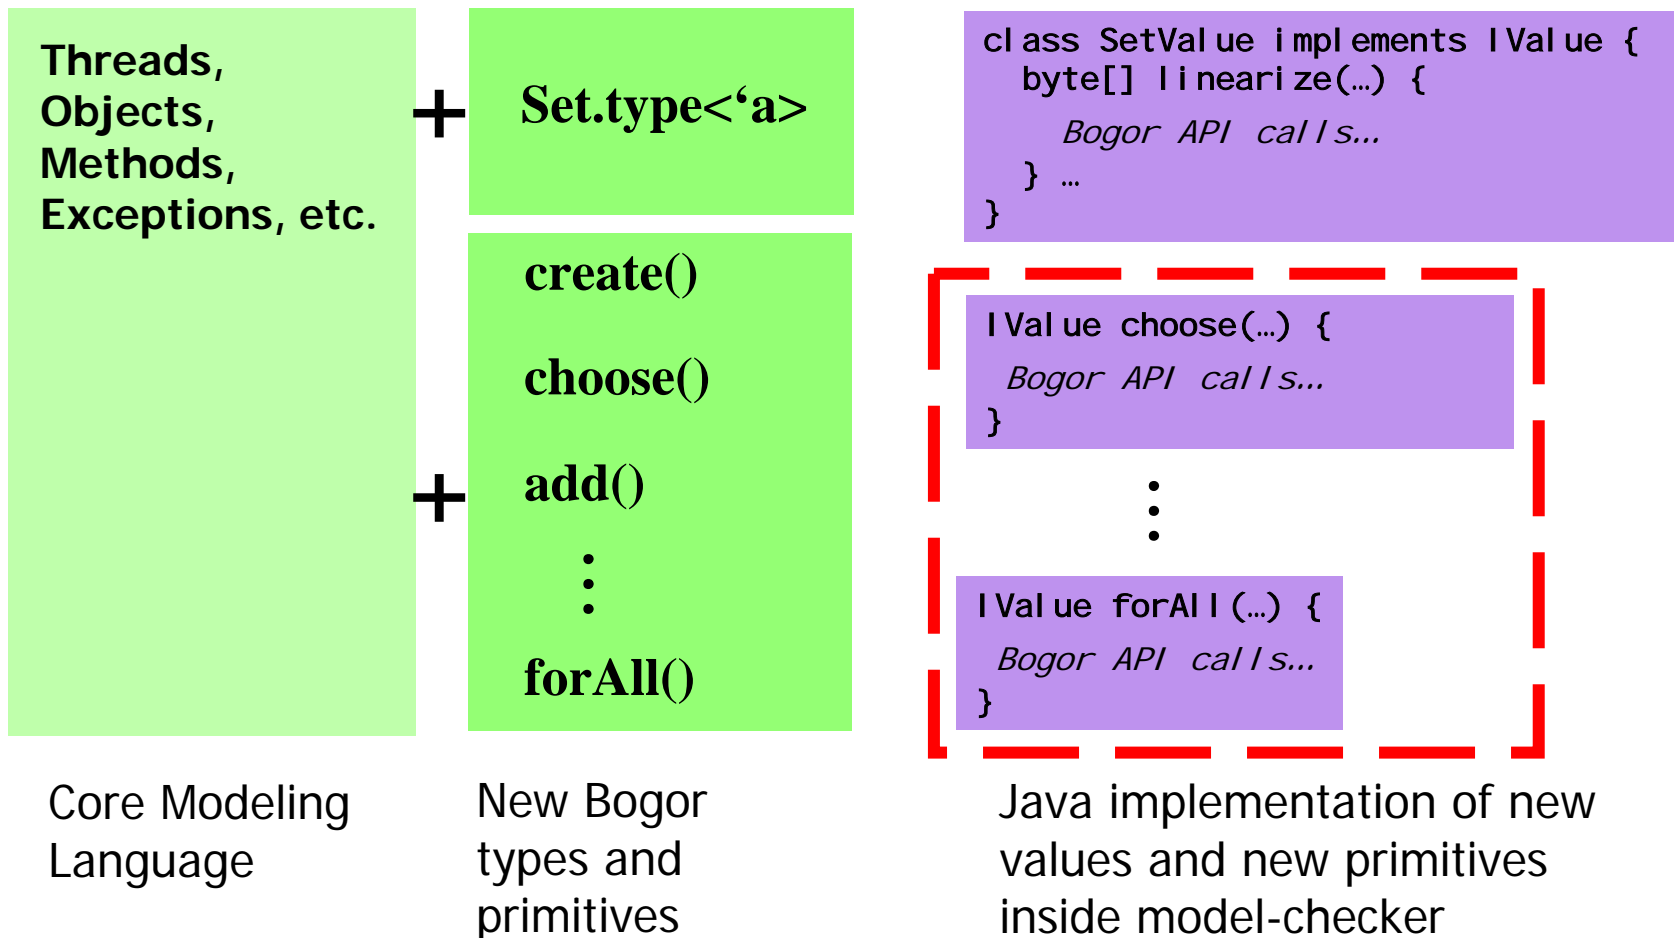 Threads,
Objects,
Methods,
Exceptions, etc.
+
Set.type<‘a>
+
create()
choose()
add()
⋮
forAll()
class SetValue implements IValue {
byte[] linearize(…) {
Bogor API calls…
} …
}
IValue choose(…) {
Bogor API calls…
}
⋮
IValue forAll(…) {
Bogor API calls…
}
Core Modeling
Language
New Bogor
types and
primitives
Java implementation of new
values and new primitives
inside model-checker